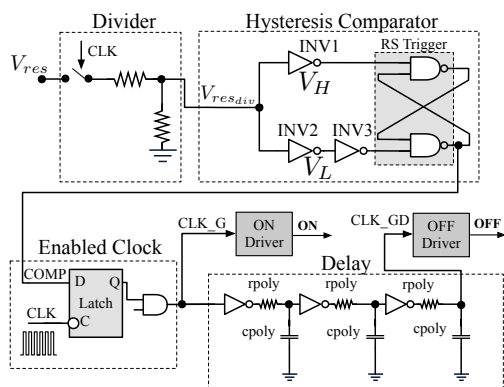 Divider
Hysteresis Comparator
CLK
INV1
RS Trigger
V_res
V_H
V_res_div
INV2
INV3
V_L
CLK_G
ON
Driver
ON
CLK_GD
OFF
Driver
OFF
Enabled Clock
Delay
COMP
D
Q
Latch
CLK
C
rpoly
rpoly
rpoly
cpoly
cpoly
cpoly